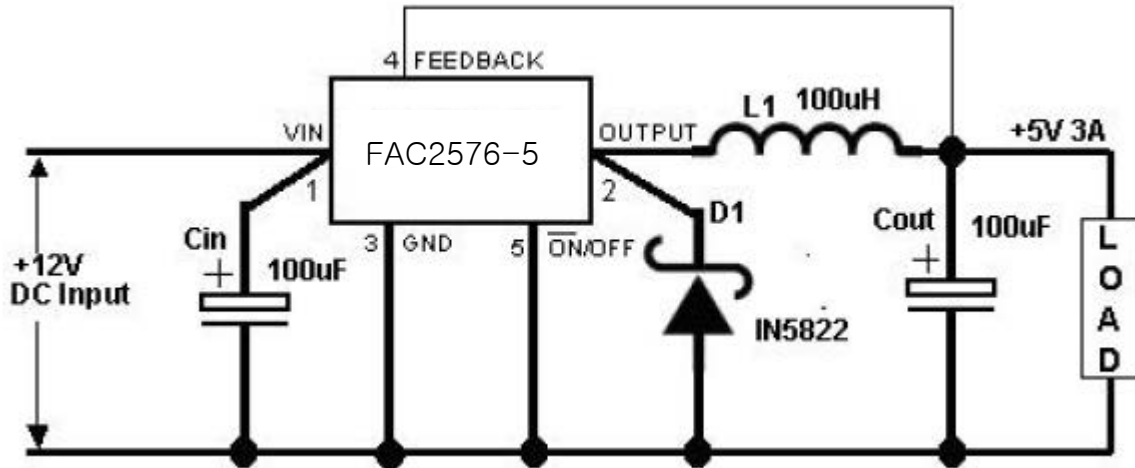 4 FEEDBACK
L1 100uH
VIN
OUTPUT
+5V 3A
FAC2576-5
1
2
D1
Cin
3 GND
5 ON/OFF
Cout
100uF
+
100uF
+
+12V
DC Input
IN5822
L
O
A
D